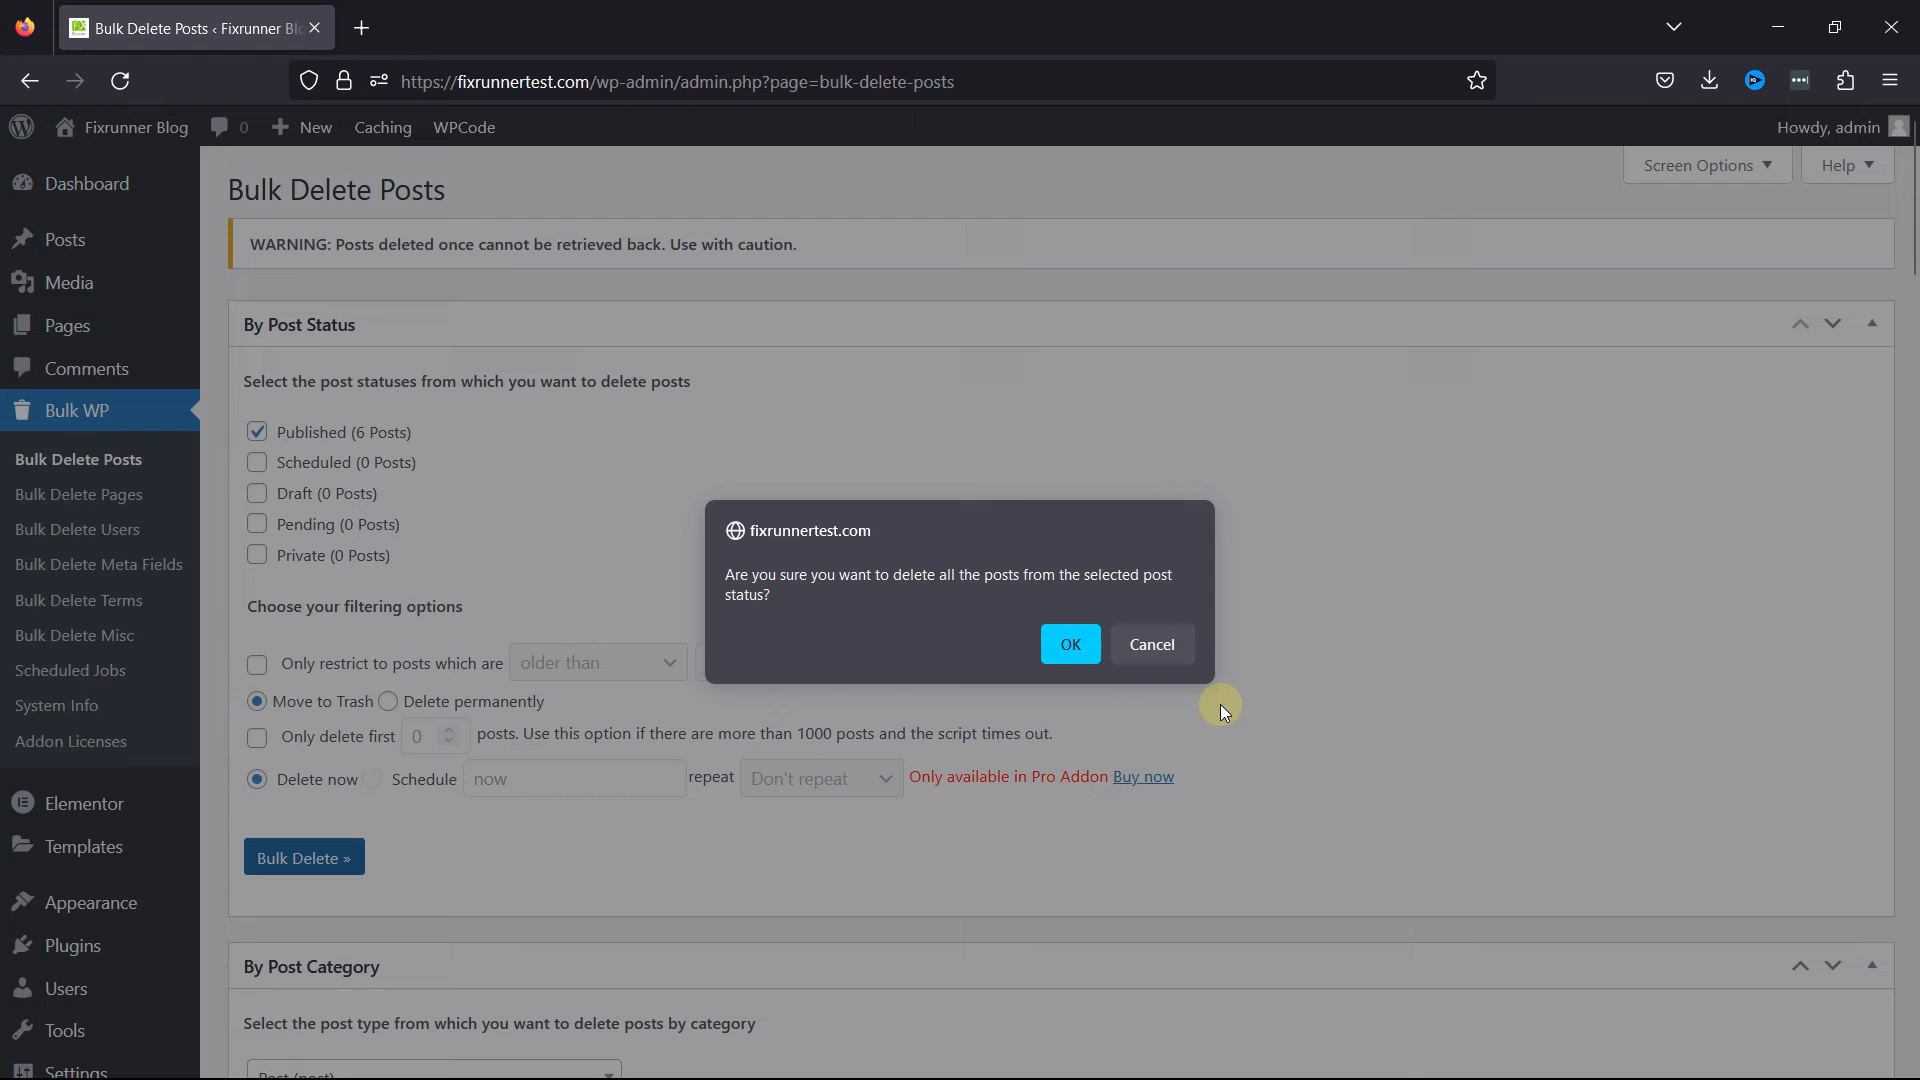 Bulk Delete Posts ‹ Fixrunner Blo
https://fixrunnertest.com/wp-admin/admin.php?page=bulk-delete-posts
Fixrunner Blog 0 New Caching WPCode Howdy, admin
Screen Options Help
Dashboard
Posts
Media
Pages
Comments
Bulk WP
Bulk Delete Posts
Bulk Delete Pages
Bulk Delete Users
Bulk Delete Meta Fields
Bulk Delete Terms
Bulk Delete Misc
Scheduled Jobs
System Info
Addon Licenses
Elementor
Templates
Appearance
Plugins
Users
Tools
Settings
Bulk Delete Posts
WARNING: Posts deleted once cannot be retrieved back. Use with caution.
By Post Status
Select the post statuses from which you want to delete posts
Published (6 Posts)
Scheduled (0 Posts)
Draft (0 Posts)
Pending (0 Posts)
Private (0 Posts)
Choose your filtering options
Only restrict to posts which are older than
Move to Trash Delete permanently
Only delete first 0 posts. Use this option if there are more than 1000 posts and the script times out.
Delete now Schedule now repeat Don't repeat Only available in Pro Addon Buy now
Bulk Delete »
By Post Category
Select the post type from which you want to delete posts by category
Post (post)
fixrunnertest.com
Are you sure you want to delete all the posts from the selected post
status?
OK Cancel